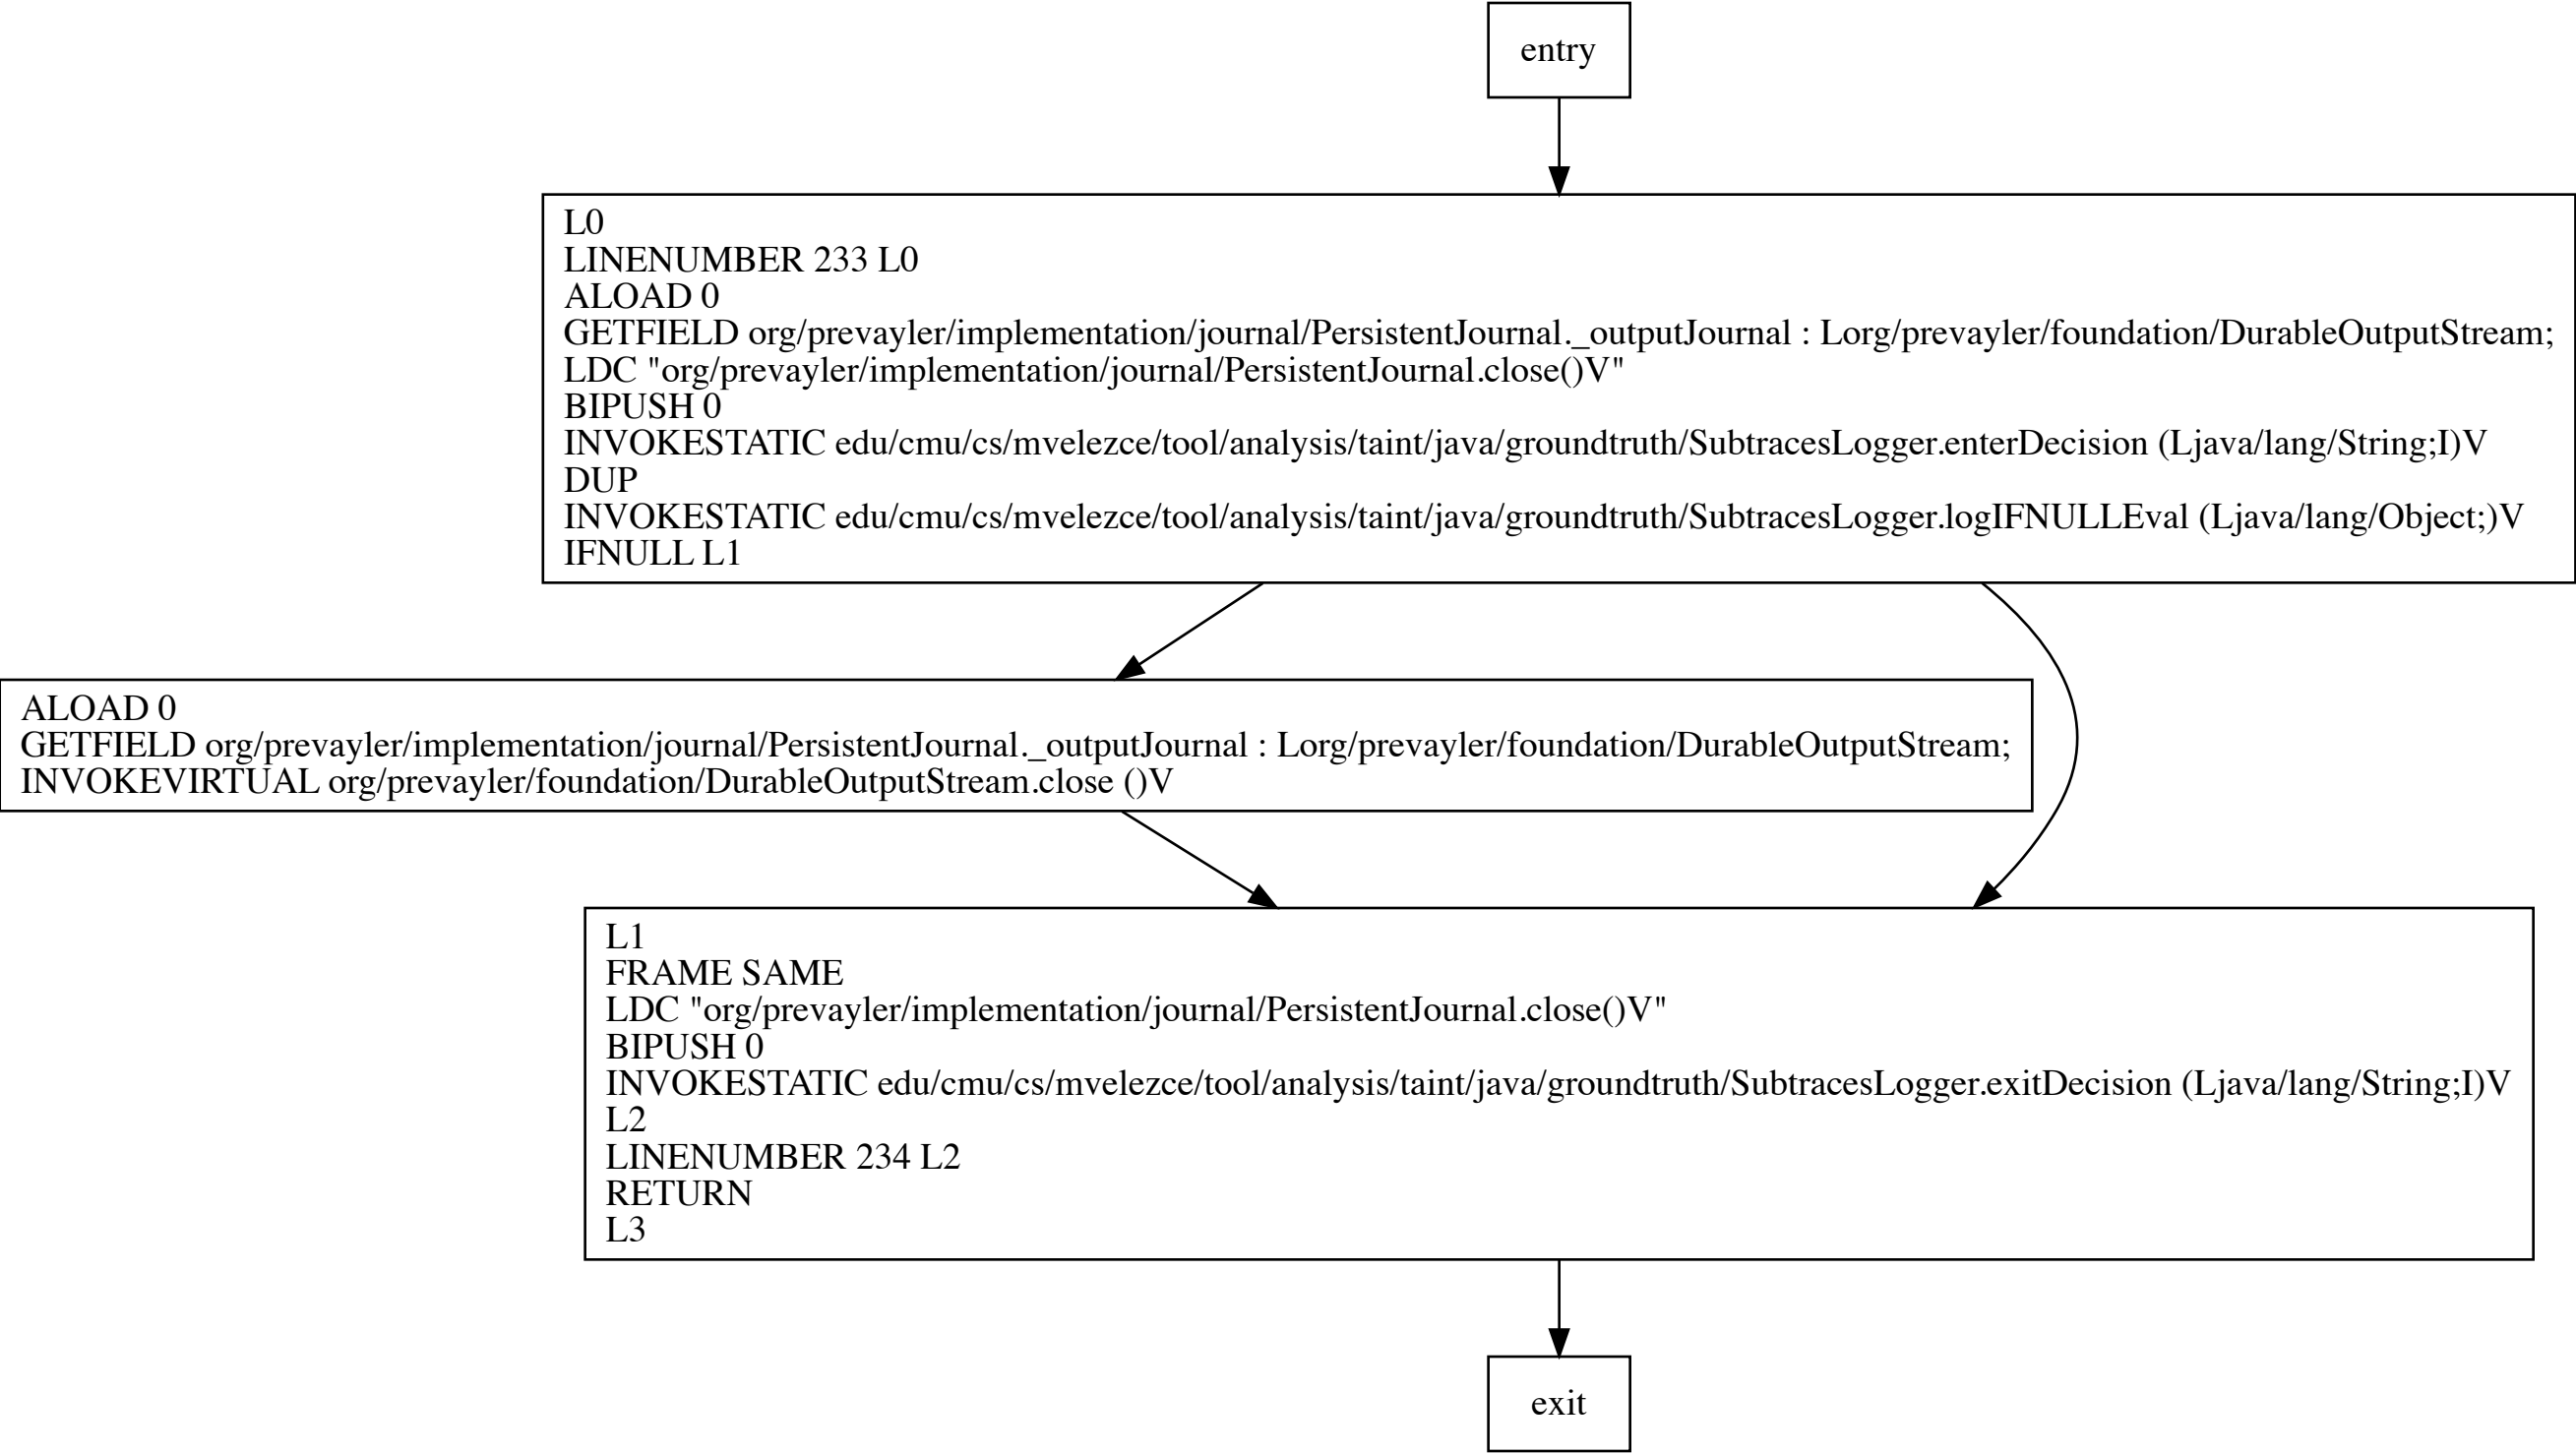 entry
L0
LINENUMBER 233 L0
ALOAD 0
GETFIELD org/prevayler/implementation/journal/PersistentJournal._outputJournal : Lorg/prevayler/foundation/DurableOutputStream;
LDC "org/prevayler/implementation/journal/PersistentJournal.close()V"
BIPUSH 0
INVOKESTATIC edu/cmu/cs/mvelezce/tool/analysis/taint/java/groundtruth/SubtracesLogger.enterDecision (Ljava/lang/String;I)V
DUP
INVOKESTATIC edu/cmu/cs/mvelezce/tool/analysis/taint/java/groundtruth/SubtracesLogger.logIFNULLEval (Ljava/lang/Object;)V
IFNULL L1
ALOAD 0
GETFIELD org/prevayler/implementation/journal/PersistentJournal._outputJournal : Lorg/prevayler/foundation/DurableOutputStream;
INVOKEVIRTUAL org/prevayler/foundation/DurableOutputStream.close ()V
L1
FRAME SAME
LDC "org/prevayler/implementation/journal/PersistentJournal.close()V"
BIPUSH 0
INVOKESTATIC edu/cmu/cs/mvelezce/tool/analysis/taint/java/groundtruth/SubtracesLogger.exitDecision (Ljava/lang/String;I)V
L2
LINENUMBER 234 L2
RETURN
L3
exit